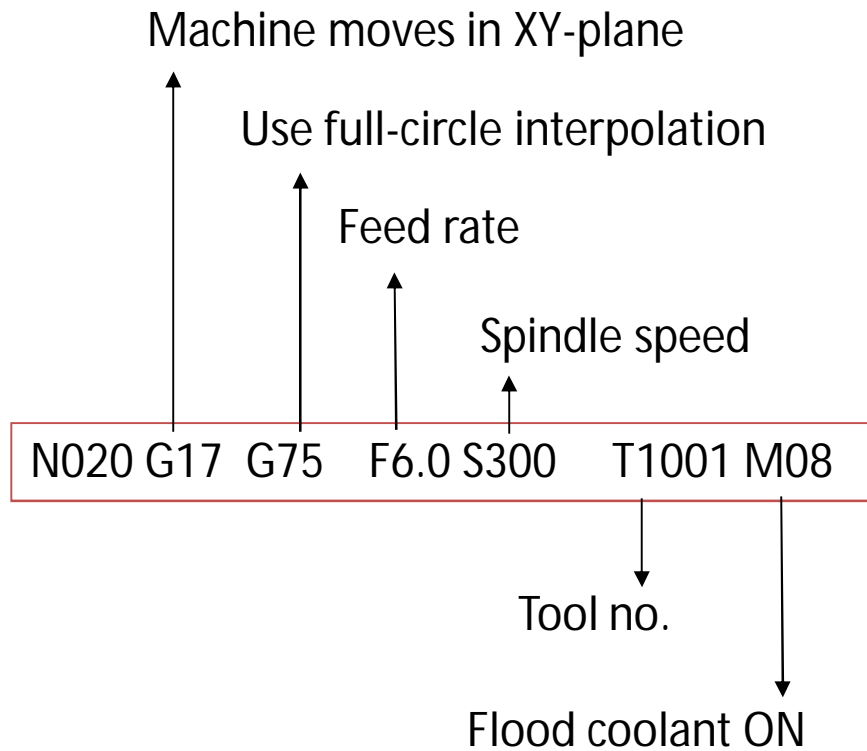 Machine moves in XY-plane
Use full-circle interpolation
Feed rate
Spindle speed
N020 G17 G75 F6.0 S300 T1001 M08
Tool no.
Flood coolant ON